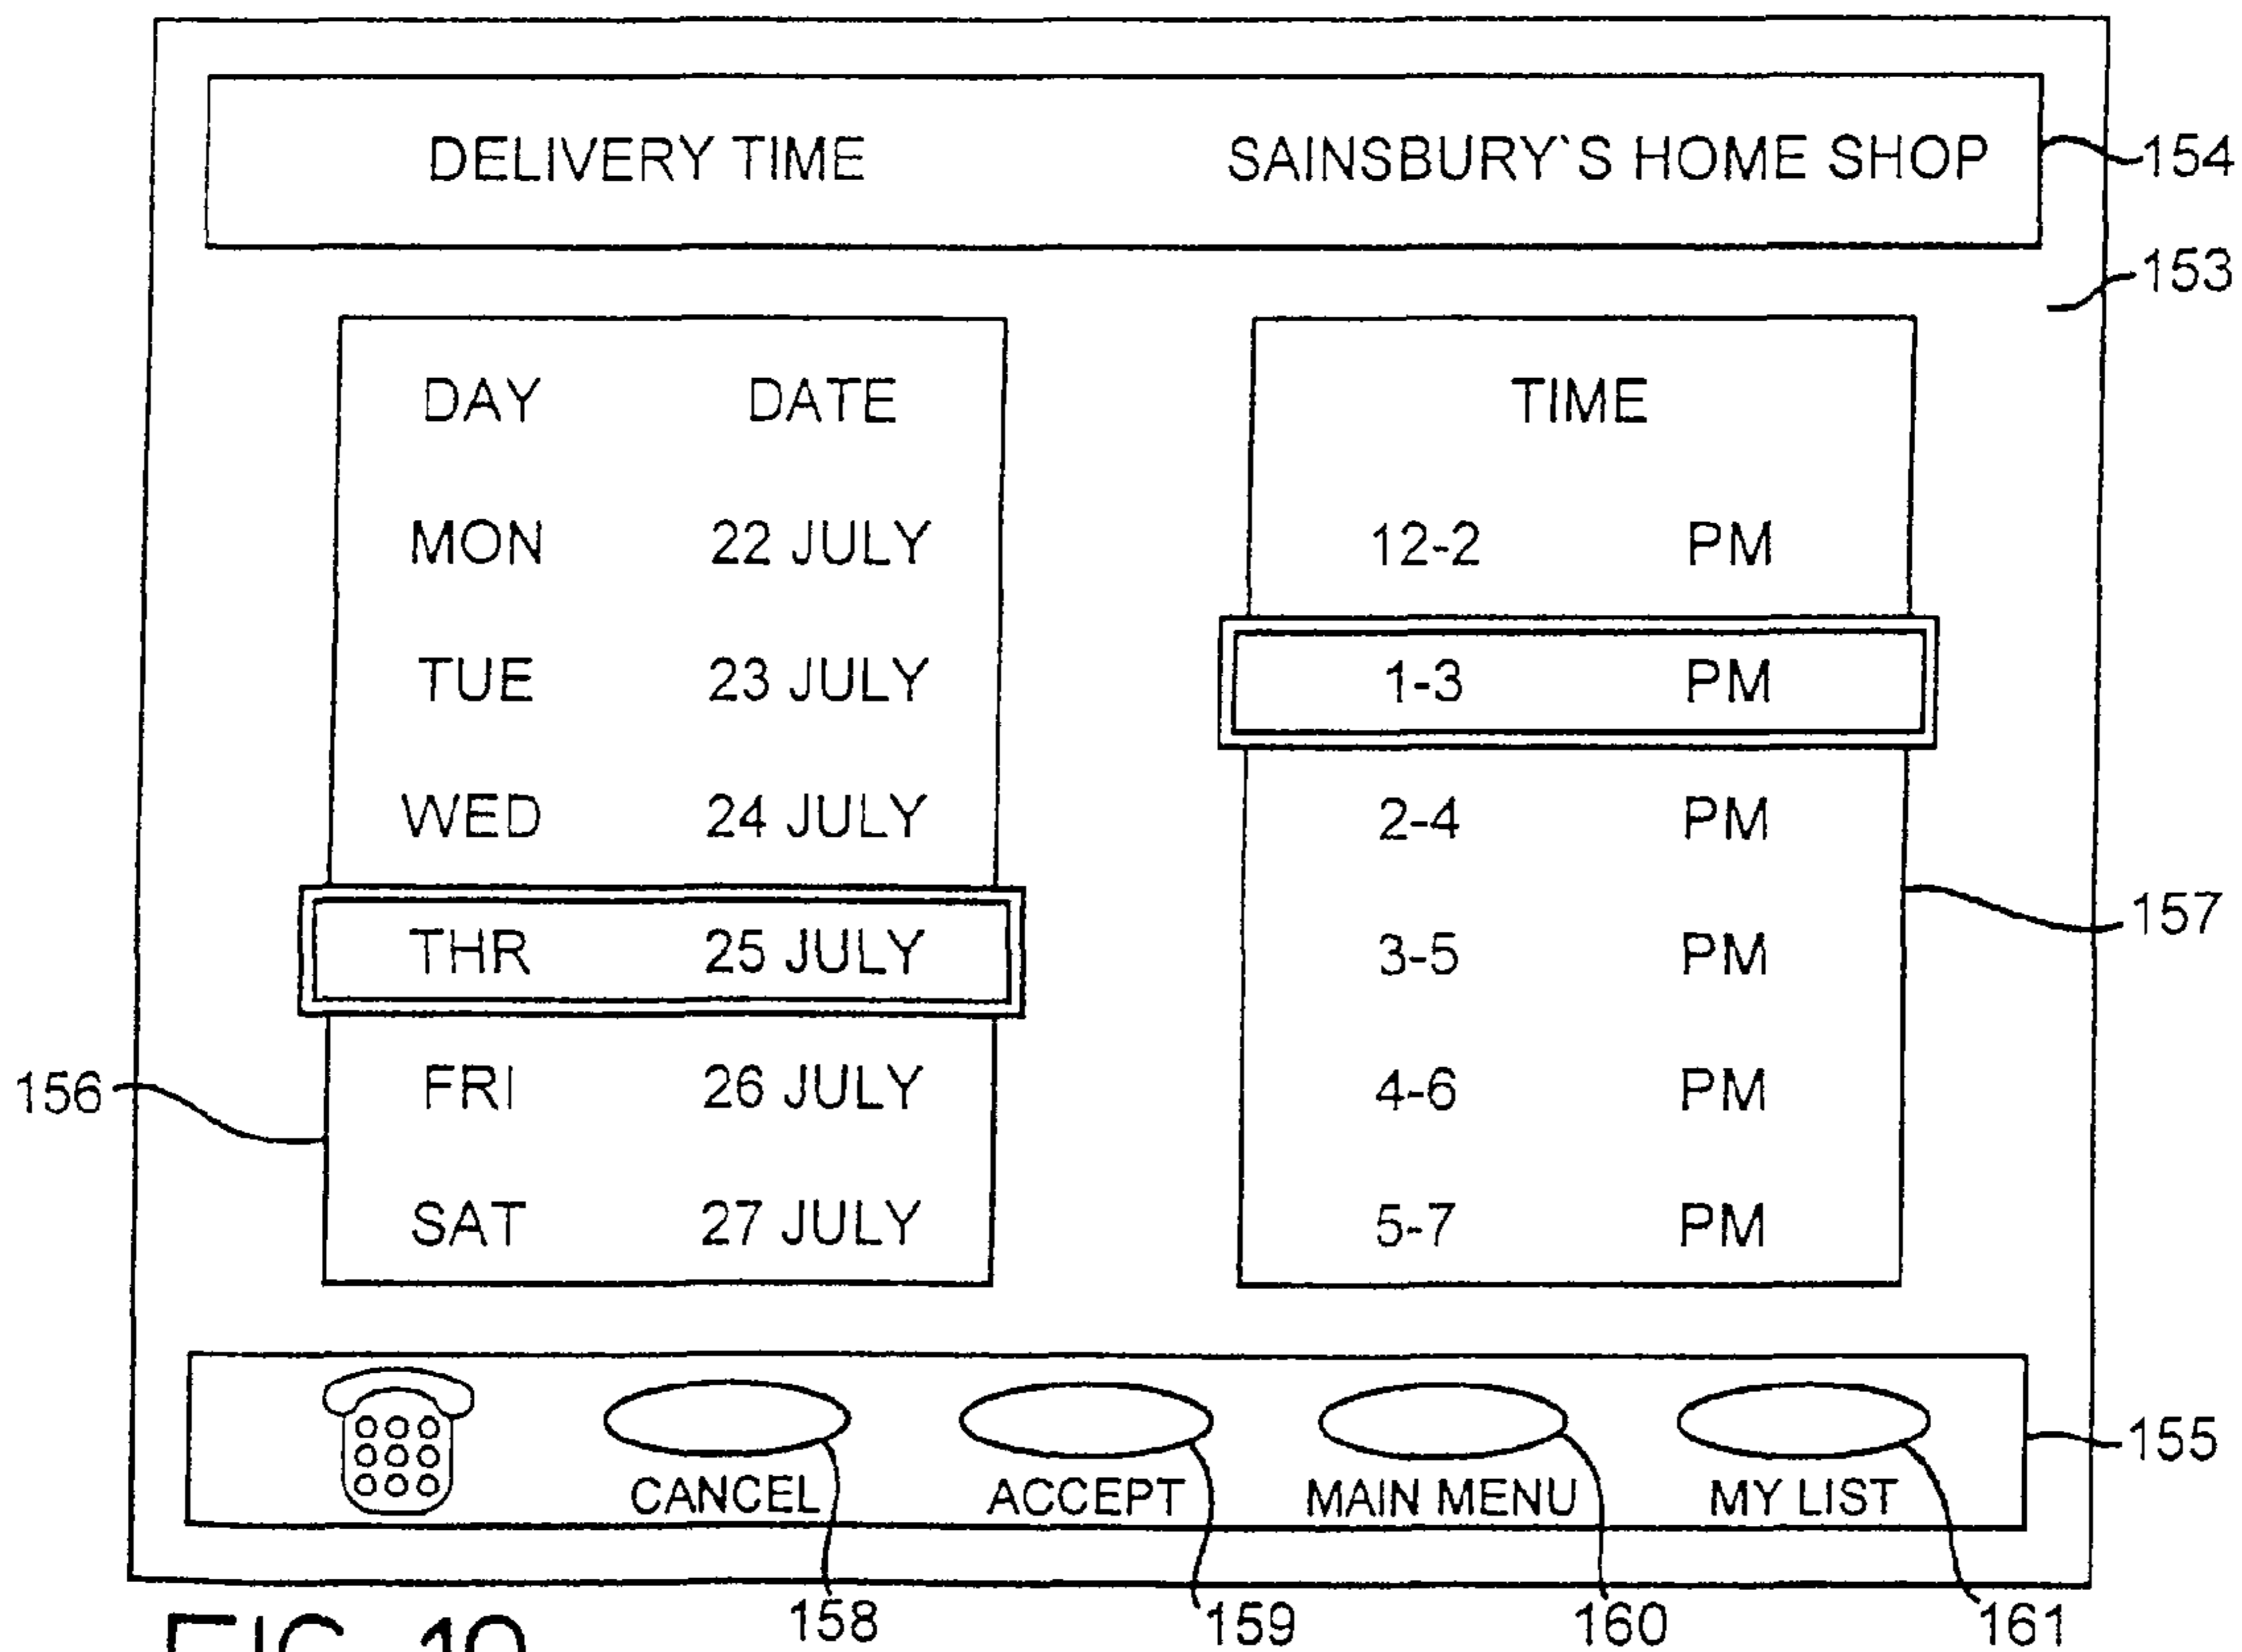 DELIVERY TIME SAINSBURY`S HOME SHOP
154
153
DAY DATE
MON 22 JULY
TUE 23 JULY
WED 24 JULY
THR 25 JULY
FRI 26 JULY
SAT 27 JULY
156
TIME
12-2 PM
1-3 PM
2-4 PM
3-5 PM
4-6 PM
5-7 PM
157
CANCEL ACCEPT MAIN MENU MY LIST
155
158 159 160 161